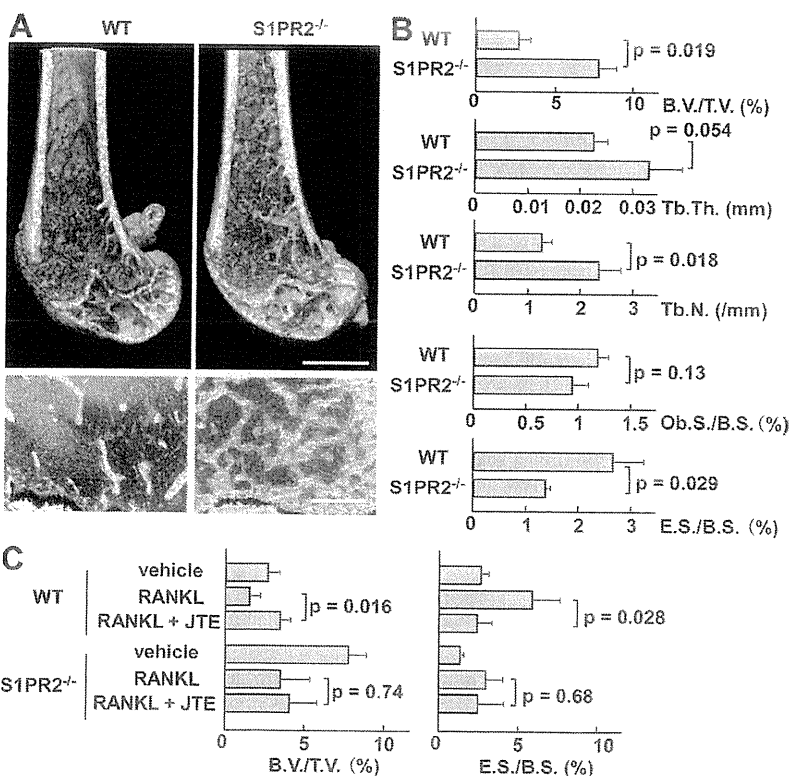 A
WT
S1PR2-/-
B
WT
S1PR2-/-
p = 0.019
0 5 10 B.V./T.V. (%)
WT
S1PR2-/-
p = 0.054
0 0.01 0.02 0.03 Tb.Th. (mm)
WT
S1PR2-/-
p = 0.018
0 1 2 3 Tb.N. (/mm)
WT
S1PR2-/-
p = 0.13
0 0.5 1 1.5 Ob.S./B.S. (%)
WT
S1PR2-/-
p = 0.029
0 1 2 3 E.S./B.S. (%)
C
WT
vehicle
RANKL
RANKL + JTE
p = 0.016
p = 0.028
S1PR2-/-
vehicle
RANKL
RANKL + JTE
p = 0.74
p = 0.68
0 5 10
B.V./T.V. (%)
0 5 10
E.S./B.S. (%)